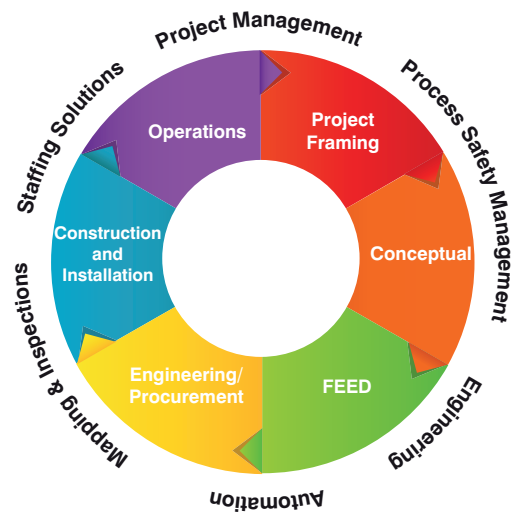 Project Management
Process Safety Management
Engineering
Automation
Mapping & Inspections
Staffing Solutions
Project
Framing
Conceptual
FEED
Engineering/
Procurement
Construction
and
Installation
Operations